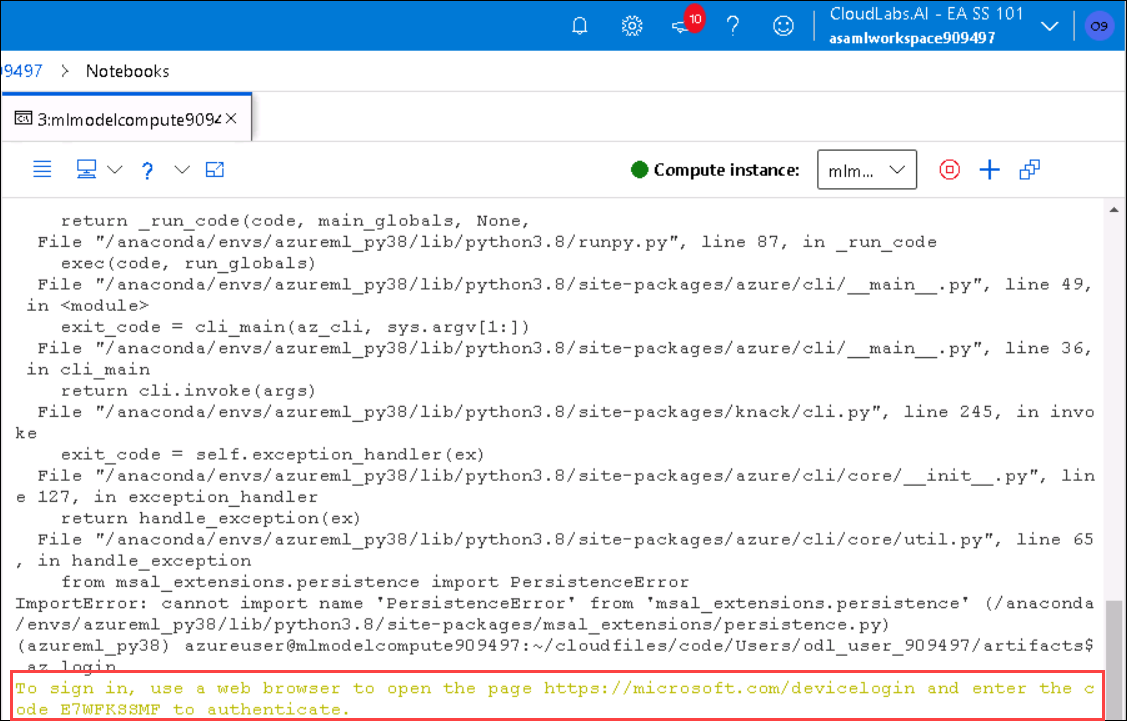 10
CloudLabs.AI - EA SS 101
asamlworkspace909497
O9
09497 > Notebooks
3:mlmodelcompute9094
?
Compute instance:
mlm...
return _run_code(code, main_globals, None,
File "/anaconda/envs/azureml_py38/lib/python3.8/runpy.py", line 87, in _run_code
exec(code, run_globals)
File "/anaconda/envs/azureml_py38/lib/python3.8/site-packages/azure/cli/__main__.py", line 49,
in <module>
exit_code = cli_main(az_cli, sys.argv[1:])
File "/anaconda/envs/azureml_py38/lib/python3.8/site-packages/azure/cli/__main__.py", line 36,
in cli_main
return cli.invoke(args)
File "/anaconda/envs/azureml_py38/lib/python3.8/site-packages/knack/cli.py", line 245, in invo
ke
exit_code = self.exception_handler(ex)
File "/anaconda/envs/azureml_py38/lib/python3.8/site-packages/azure/cli/core/__init__.py", lin
e 127, in exception_handler
return handle_exception(ex)
File "/anaconda/envs/azureml_py38/lib/python3.8/site-packages/azure/cli/core/util.py", line 65
, in handle_exception
from msal_extensions.persistence import PersistenceError
ImportError: cannot import name 'PersistenceError' from 'msal_extensions.persistence' (/anaconda
/envs/azureml_py38/lib/python3.8/site-packages/msal_extensions/persistence.py)
(azureml_py38) azureuser@mlmodelcompute909497:~/cloudfiles/code/Users/odl_user_909497/artifacts$
az login
To sign in, use a web browser to open the page https://microsoft.com/devicelogin and enter the c
ode E7WFKSSMF to authenticate.